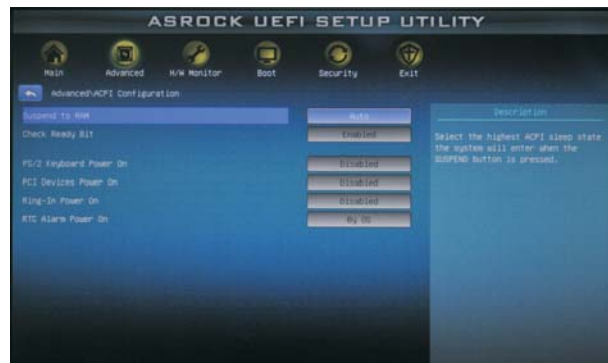 ASROCK UEFI SETUP UTILITY
Main Advanced H/W Monitor Boot Security Exit
Advanced\ACPI Configuration
Suspend to RAM Auto
Check Ready Bit Enabled
PS/2 Keyboard Power On Disabled
PCI Devices Power On Disabled
Ring-In Power On Disabled
RTC Alarm Power On By OS
Description
Select the highest ACPI sleep state
the system will enter when the
SUSPEND button is pressed.